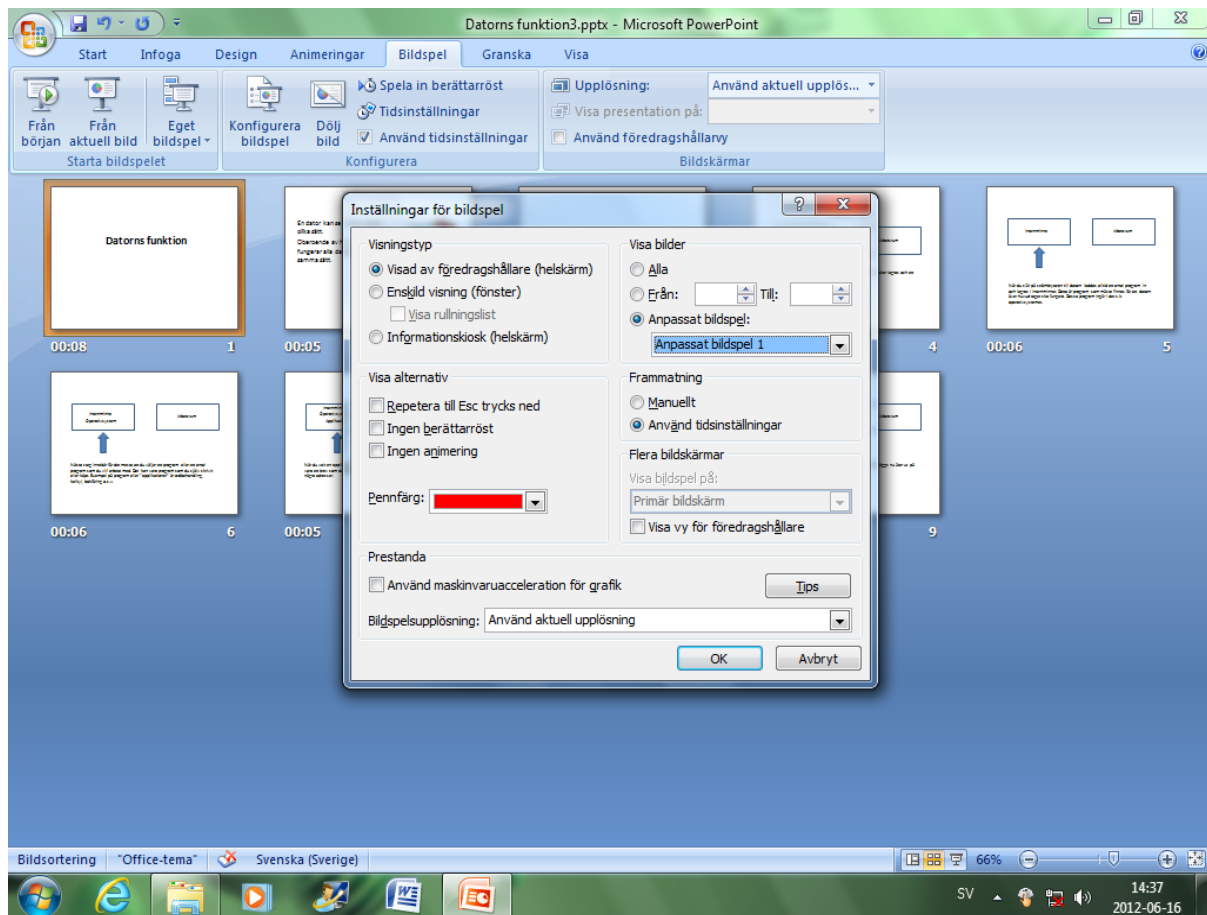 Datorns funktion3.pptx - Microsoft PowerPoint
Start Infoga Design Animeringar Bildspel Granska Visa
Från början
Från aktuell bild
Eget bildspel
Starta bildspelet
Konfigurera bildspel
Dölj bild
Spela in berättarröst
Tidsinställningar
Använd tidsinställningar
Konfigurera
Upplösning: Använd aktuell upplös...
Visa presentation på:
Använd föredragshållarvy
Bildskärmar
Datorns funktion
00:08 1
00:05
4
00:06 5
00:06 6
00:05
9
Inställningar för bildspel
Visningstyp
Visad av föredragshållare (helskärm)
Enskild visning (fönster)
Visa rullningslist
Informationskiosk (helskärm)
Visa bilder
Alla
Från: Till:
Anpassat bildspel:
Anpassat bildspel 1
Visa alternativ
Repetera till Esc trycks ned
Ingen berättarröst
Ingen animering
Pennfärg:
Frammatning
Manuellt
Använd tidsinställningar
Flera bildskärmar
Visa bildspel på:
Primär bildskärm
Visa vy för föredragshållare
Prestanda
Använd maskinvaruacceleration för grafik
Tips
Bildspelsupplösning: Använd aktuell upplösning
OK Avbryt
Bildsortering "Office-tema" Svenska (Sverige) 66%
SV 14:37
2012-06-16